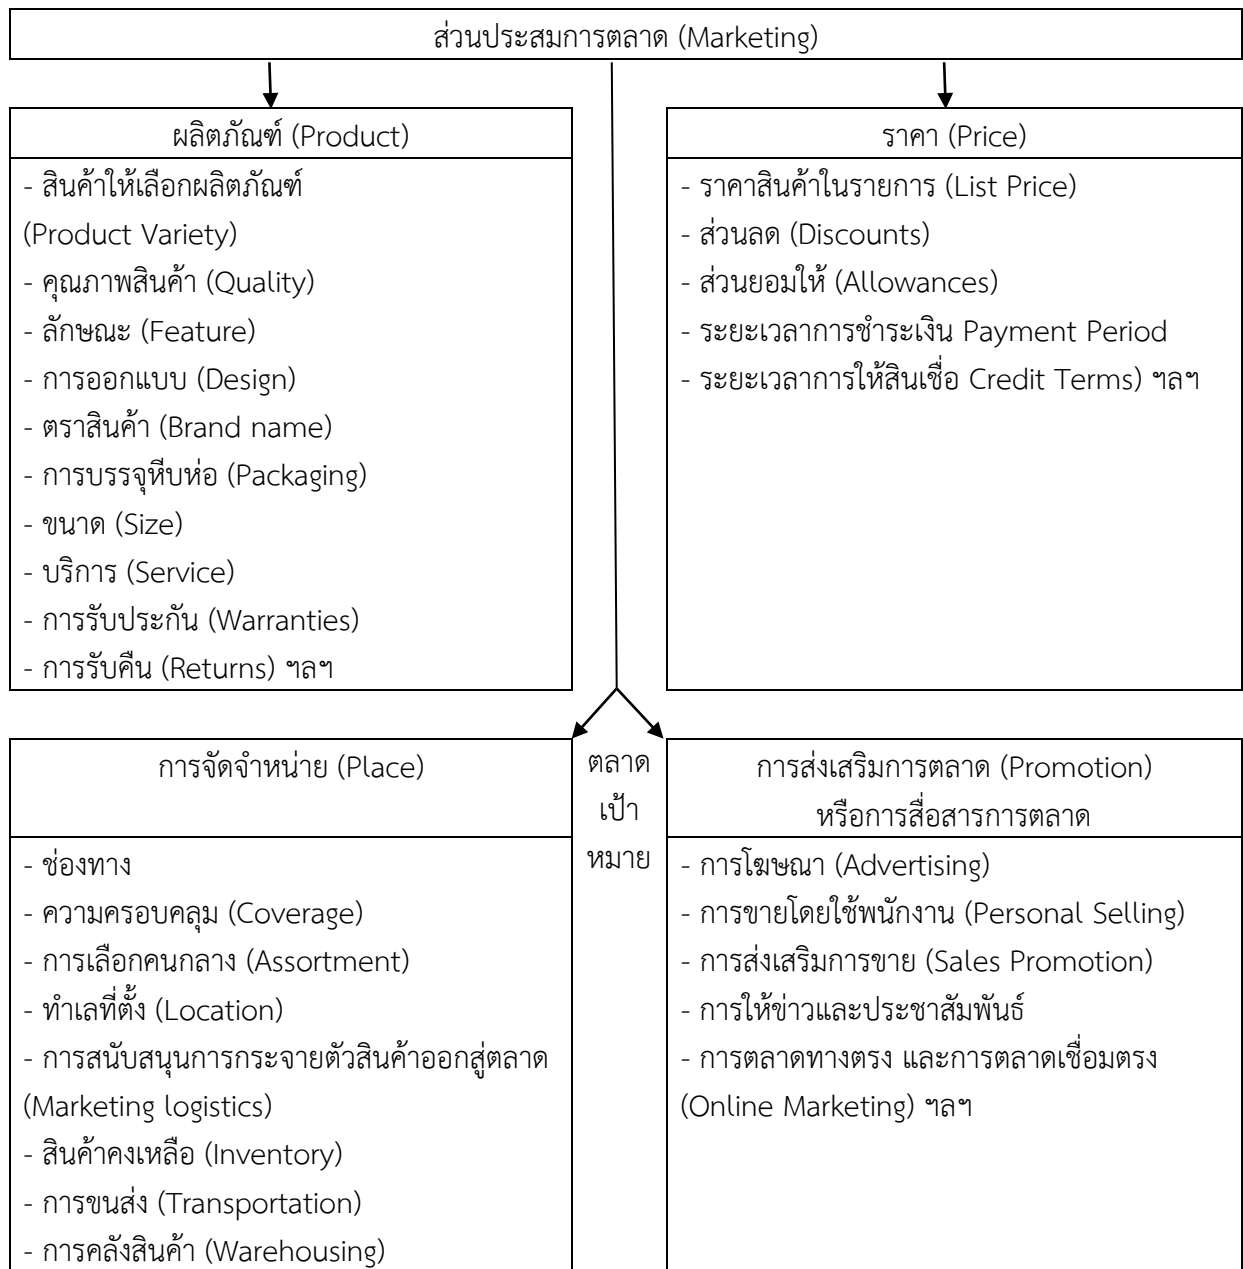 ส่วนประสมการตลาด (Marketing)
ผลิตภัณฑ์ (Product)
- สินค้าให้เลือกผลิตภัณฑ์
(Product Variety)
- คุณภาพสินค้า (Quality)
- ลักษณะ (Feature)
- การออกแบบ (Design)
- ตราสินค้า (Brand name)
- การบรรจุหีบห่อ (Packaging)
- ขนาด (Size)
- บริการ (Service)
- การรับประกัน (Warranties)
- การรับคืน (Returns) ฯลฯ
ราคา (Price)
- ราคาสินค้าในรายการ (List Price)
- ส่วนลด (Discounts)
- ส่วนยอมให้ (Allowances)
- ระยะเวลาการชำระเงิน Payment Period
- ระยะเวลาการให้สินเชื่อ Credit Terms) ฯลฯ
การจัดจำหน่าย (Place)
- ช่องทาง
- ความครอบคลุม (Coverage)
- การเลือกคนกลาง (Assortment)
- ทำเลที่ตั้ง (Location)
- การสนับสนุนการกระจายตัวสินค้าออกสู่ตลาด
(Marketing logistics)
- สินค้าคงเหลือ (Inventory)
- การขนส่ง (Transportation)
- การคลังสินค้า (Warehousing)
ตลาด
เป้า
หมาย
การส่งเสริมการตลาด (Promotion)
หรือการสื่อสารการตลาด
- การโฆษณา (Advertising)
- การขายโดยใช้พนักงาน (Personal Selling)
- การส่งเสริมการขาย (Sales Promotion)
- การให้ข่าวและประชาสัมพันธ์
- การตลาดทางตรง และการตลาดเชื่อมตรง
(Online Marketing) ฯลฯ